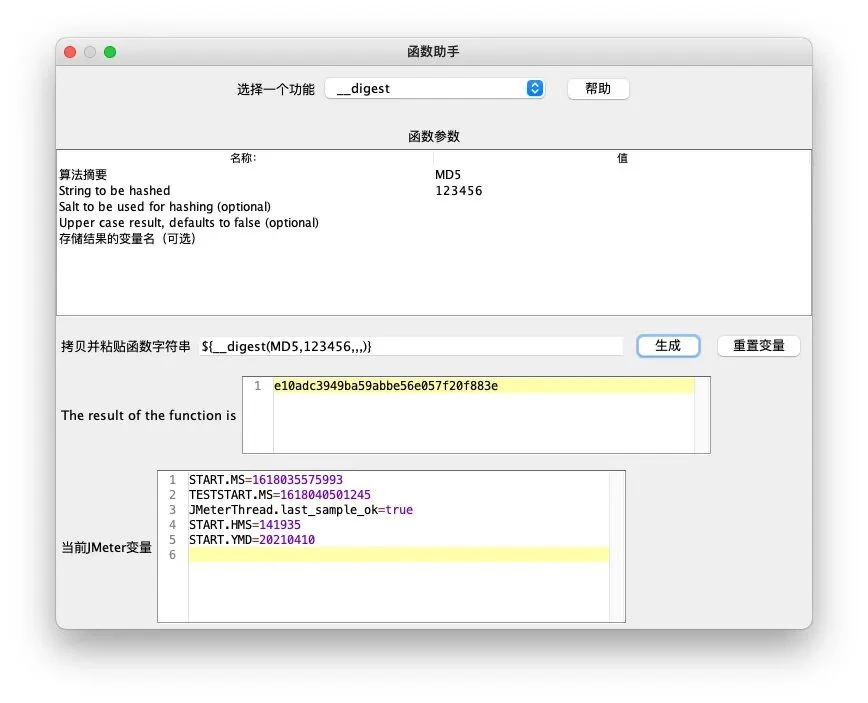 函数助手
选择一个功能 __digest 帮助
函数参数
名称: 值
算法摘要 MD5
String to be hashed 123456
Salt to be used for hashing (optional)
Upper case result, defaults to false (optional)
存储结果的变量名（可选）
拷贝并粘贴函数字符串 ${__digest(MD5,123456,,,)} 生成 重置变量
The result of the function is
1 e10adc3949ba59abbe56e057f20f883e
当前JMeter变量
1 START.MS=1618035575993
2 TESTSTART.MS=1618040501245
3 JMeterThread.last_sample_ok=true
4 START.HMS=141935
5 START.YMD=20210410
6